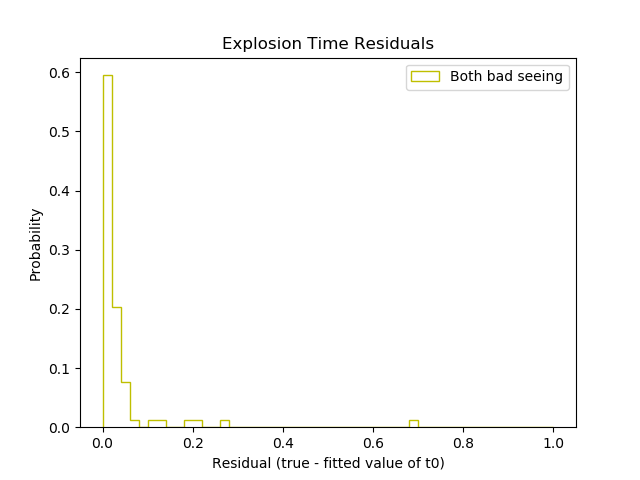 Explosion Time Residuals
Both bad seeing
Probability
0.6
0.5
0.4
0.3
0.2
0.1
0.0
0.0 0.2 0.4 0.6 0.8 1.0
Residual (true - fitted value of t0)